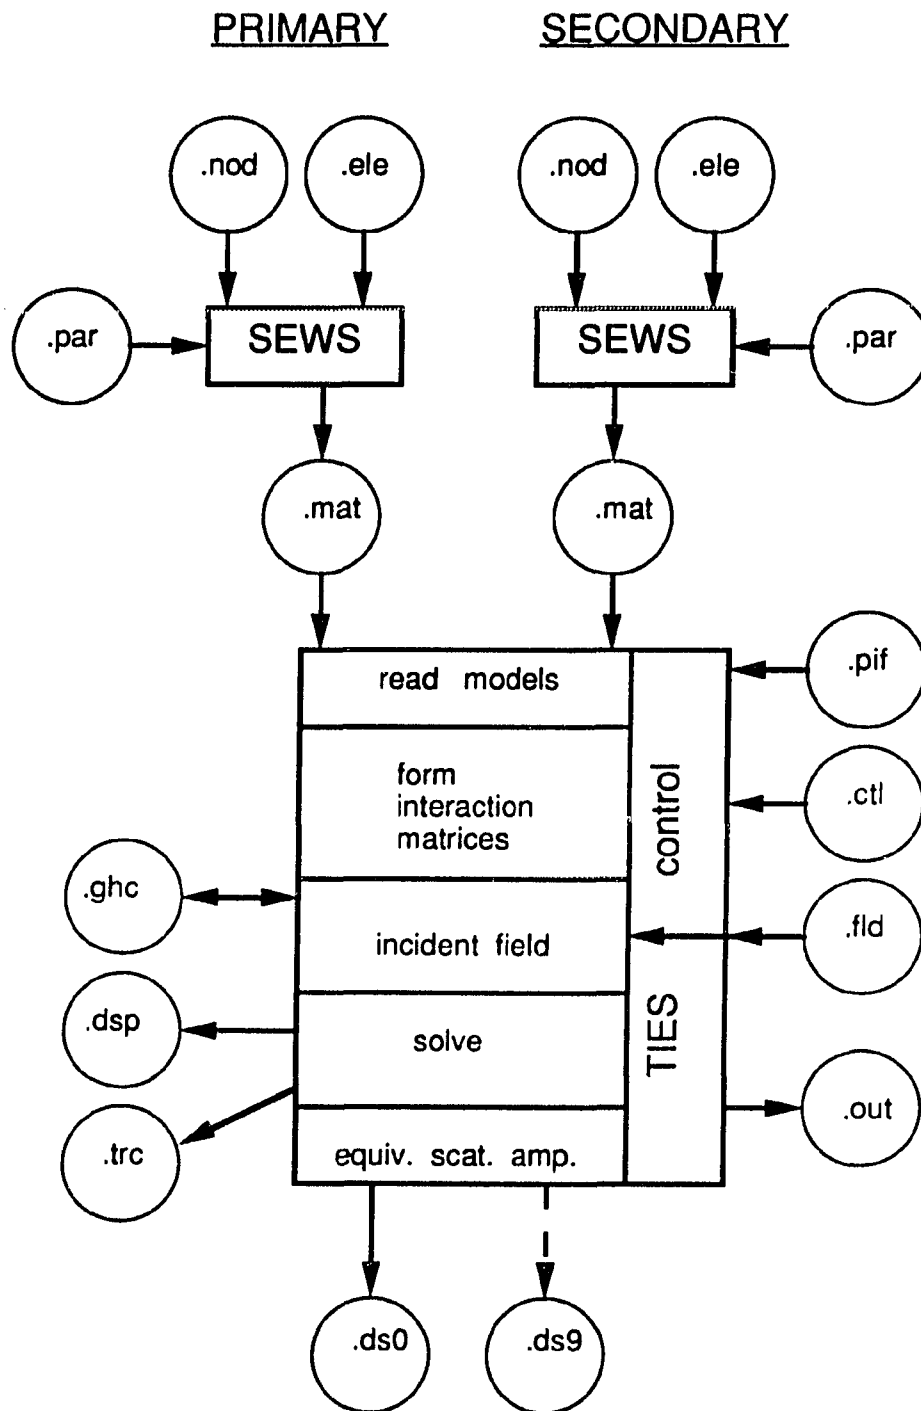 PRIMARY
SECONDARY
.nod
.ele
.nod
.ele
.par
SEWS
SEWS
.par
.mat
.mat
read models
.pif
form
interaction
matrices
control
.ctl
.ghc
incident field
.fld
.dsp
solve
TIES
.out
.trc
equiv. scat. amp.
.ds0
.ds9